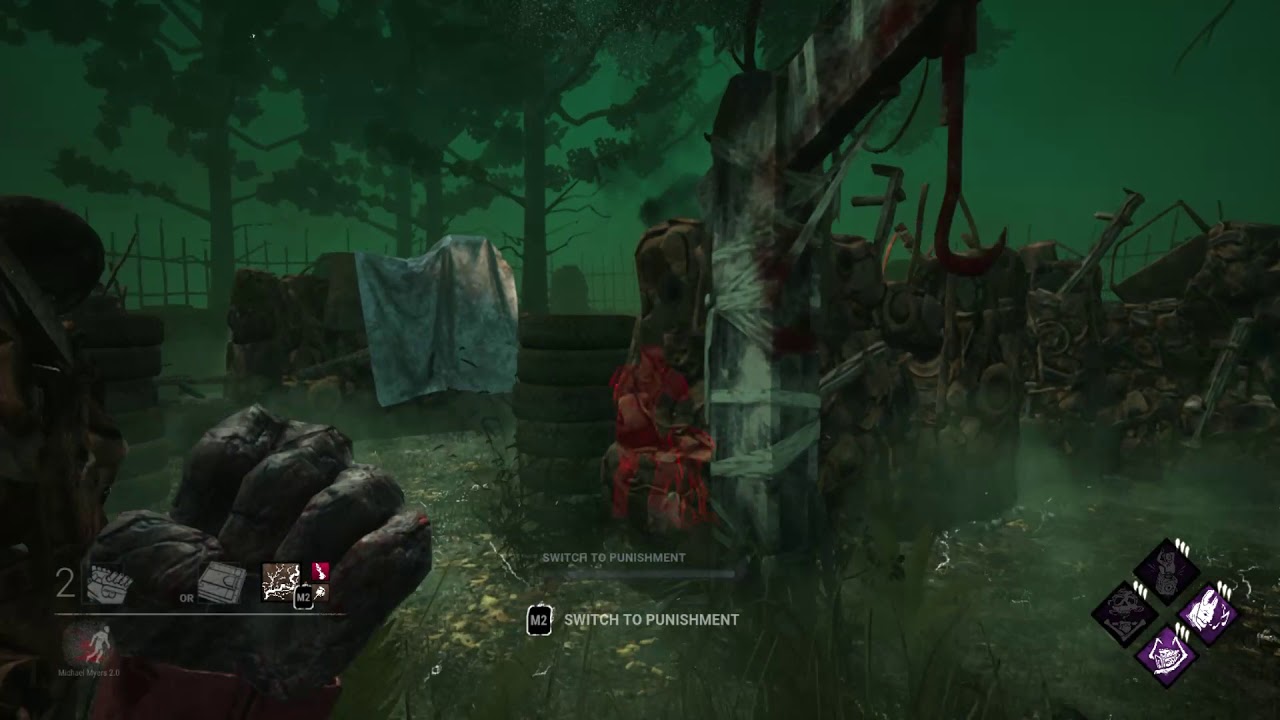 SWITCH TO PUNISHMENT
2
OR
M2
M2 SWITCH TO PUNISHMENT
Michael Myers 2.0